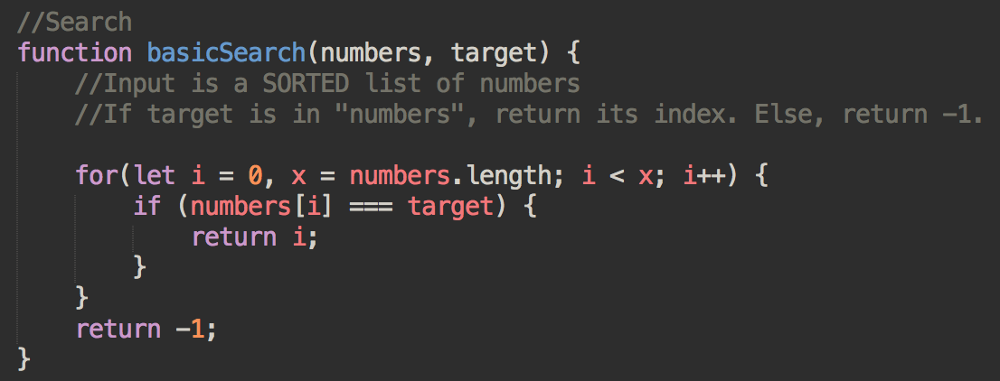 //Search
function basicSearch(numbers, target) {
    //Input is a SORTED list of numbers
    //If target is in "numbers", return its index. Else, return -1.

    for(let i = 0, x = numbers.length; i < x; i++) {
        if (numbers[i] === target) {
            return i;
        }
    }
    return -1;
}